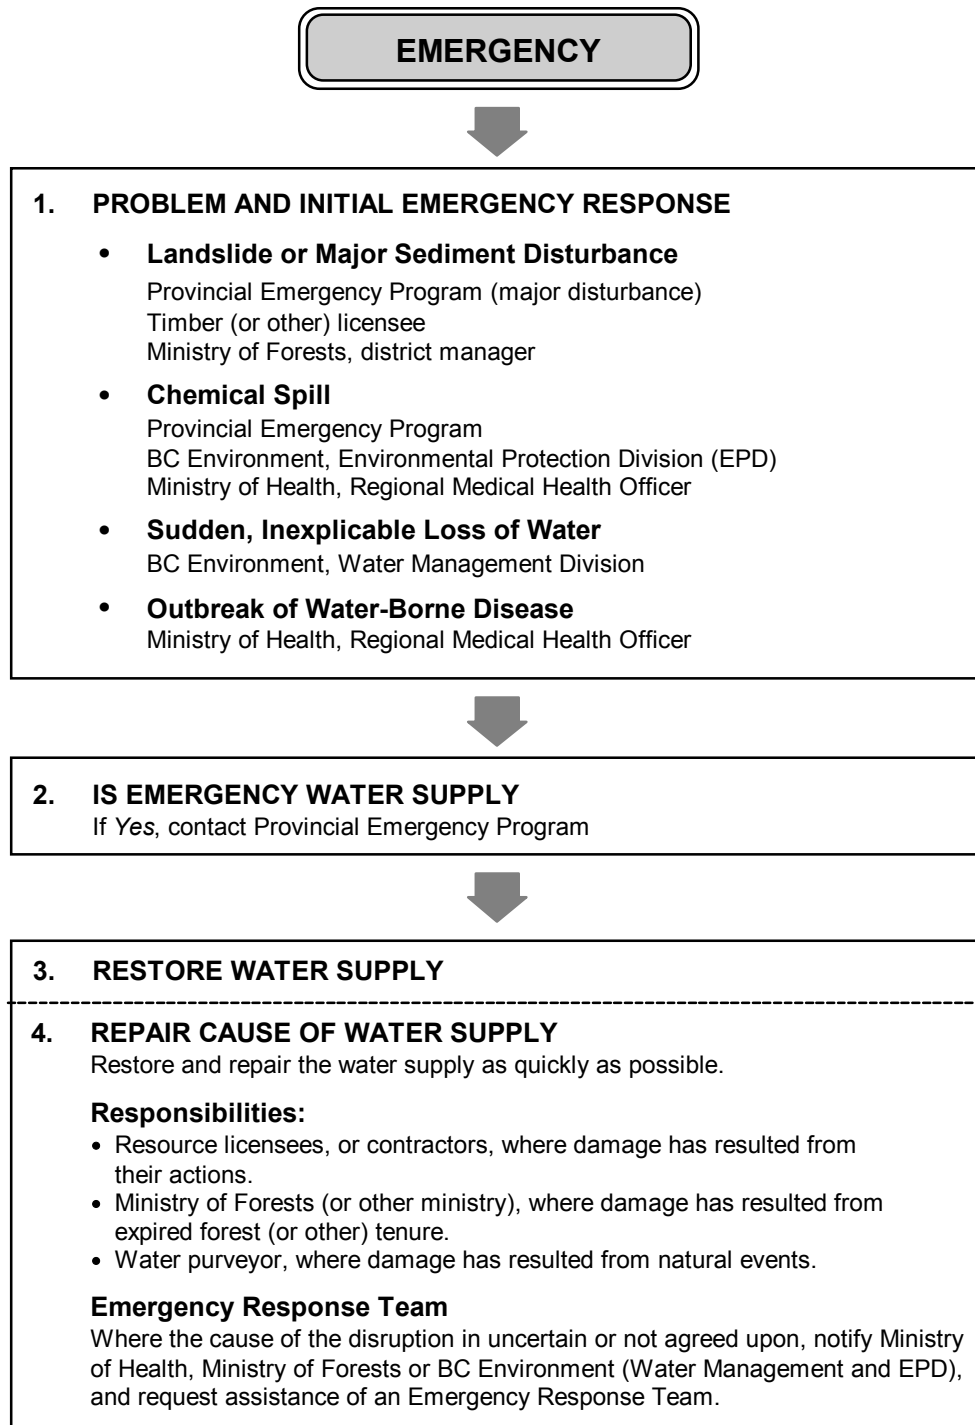 EMERGENCY
1. PROBLEM AND INITIAL EMERGENCY RESPONSE
• Landslide or Major Sediment Disturbance
Provincial Emergency Program (major disturbance)
Timber (or other) licensee
Ministry of Forests, district manager
• Chemical Spill
Provincial Emergency Program
BC Environment, Environmental Protection Division (EPD)
Ministry of Health, Regional Medical Health Officer
• Sudden, Inexplicable Loss of Water
BC Environment, Water Management Division
• Outbreak of Water-Borne Disease
Ministry of Health, Regional Medical Health Officer
2. IS EMERGENCY WATER SUPPLY
If Yes, contact Provincial Emergency Program
3. RESTORE WATER SUPPLY
4. REPAIR CAUSE OF WATER SUPPLY
Restore and repair the water supply as quickly as possible.
Responsibilities:
• Resource licensees, or contractors, where damage has resulted from
their actions.
• Ministry of Forests (or other ministry), where damage has resulted from
expired forest (or other) tenure.
• Water purveyor, where damage has resulted from natural events.
Emergency Response Team
Where the cause of the disruption in uncertain or not agreed upon, notify Ministry
of Health, Ministry of Forests or BC Environment (Water Management and EPD),
and request assistance of an Emergency Response Team.